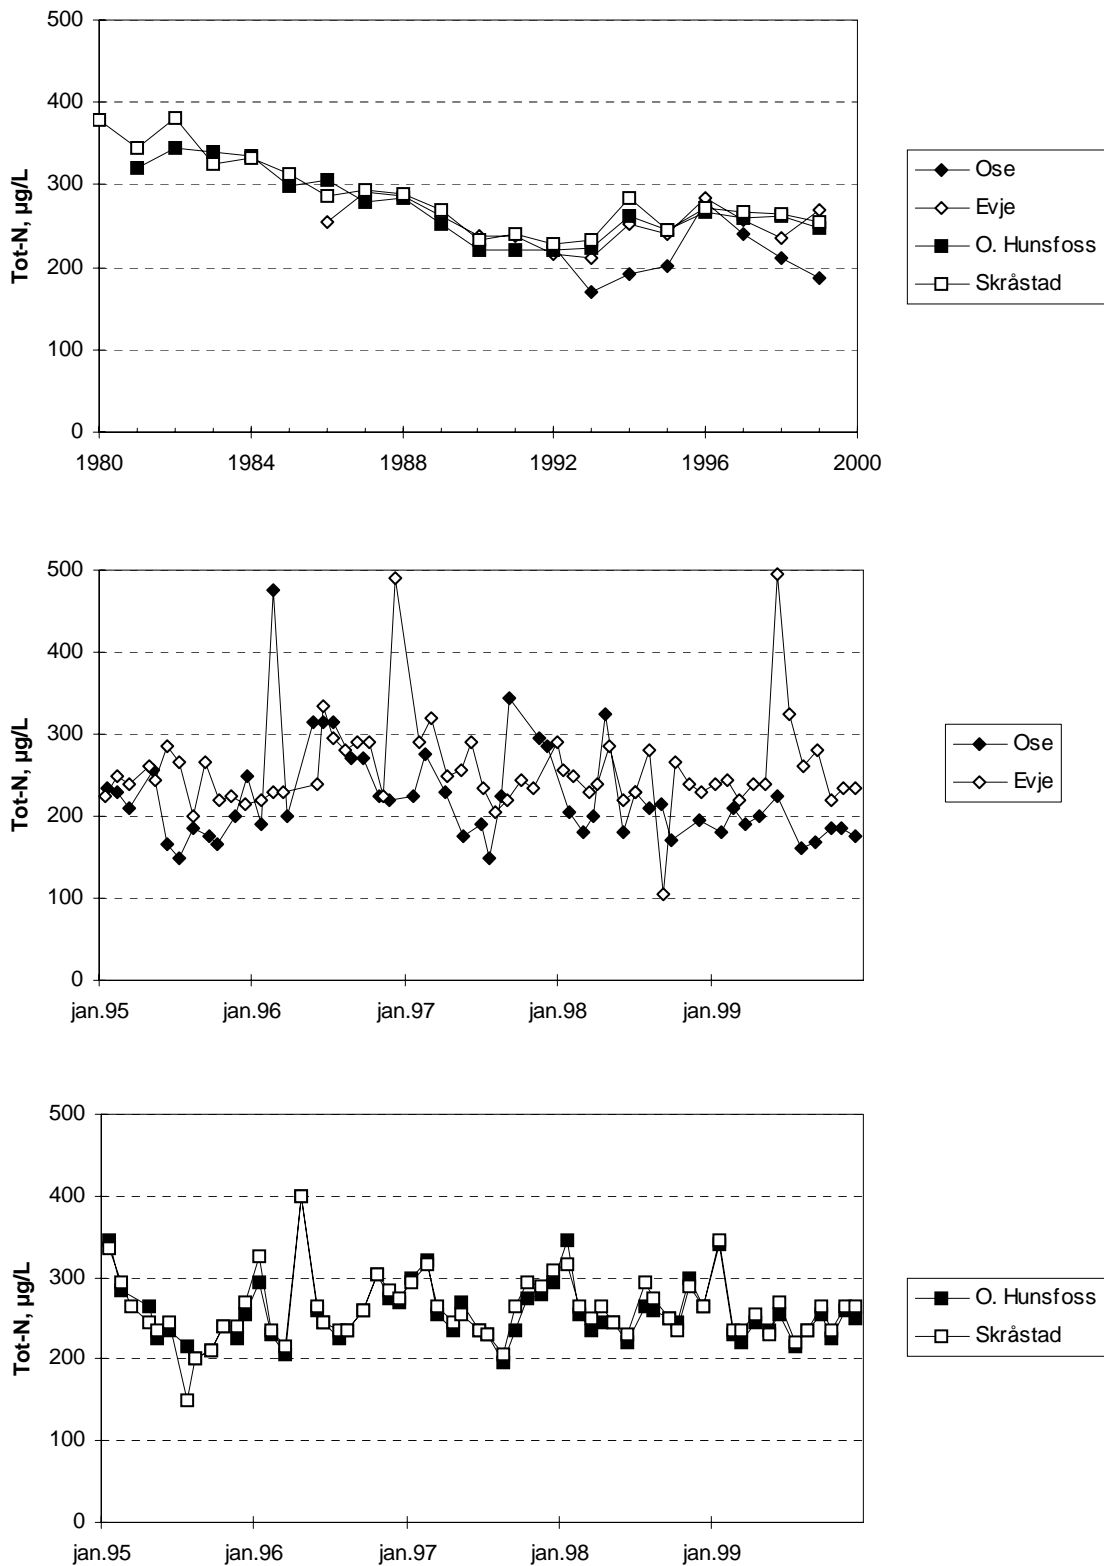 500
400
300
200
100
0
Tot-N, µg/L
1980 1984 1988 1992 1996 2000
Ose
Evje
O. Hunsfoss
Skråstad
500
400
300
200
100
0
Tot-N, µg/L
jan.95 jan.96 jan.97 jan.98 jan.99
Ose
Evje
500
400
300
200
100
0
Tot-N, µg/L
jan.95 jan.96 jan.97 jan.98 jan.99
O. Hunsfoss
Skråstad